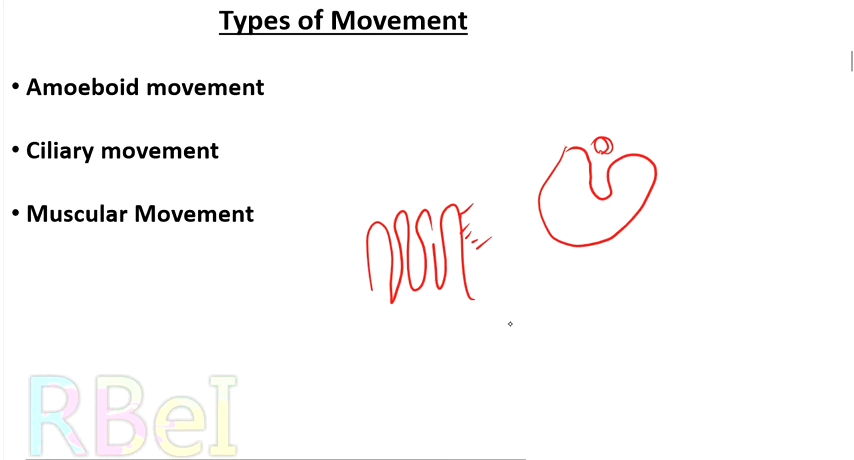 Types of Movement
• Amoeboid movement
• Ciliary movement
• Muscular Movement
RBeI